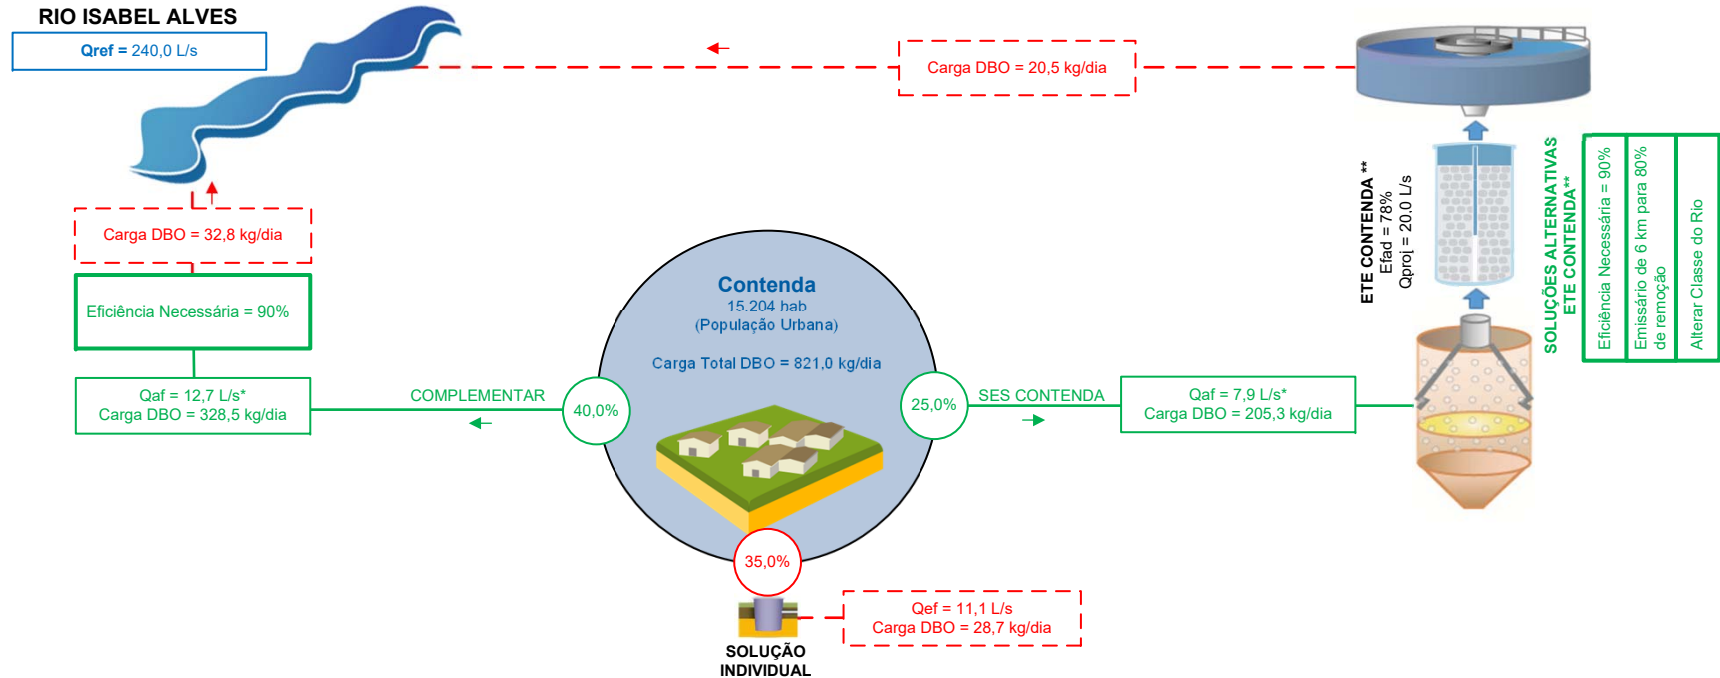 RIO ISABEL ALVES
Qref = 240,0 L/s
Carga DBO = 20,5 kg/dia
Carga DBO = 32,8 kg/dia
Eficiência Necessária = 90%
Qaf = 12,7 L/s*
Carga DBO = 328,5 kg/dia
COMPLEMENTAR
40,0%
Contenda
15.204 hab
(População Urbana)
Carga Total DBO = 821,0 kg/dia
25,0%
SES CONTENDA
Qaf = 7,9 L/s*
Carga DBO = 205,3 kg/dia
ETE CONTENDA **
Efad = 78%
Qproj = 20.0 L/s
SOLUÇÕES ALTERNATIVAS
ETE CONTENDA**
Eficiência Necessária = 90%
Emissário de 6 km para 80%
de remoção
Alterar Classe do Rio
35,0%
SOLUÇÃO
INDIVIDUAL
Qef = 11,1 L/s
Carga DBO = 28,7 kg/dia